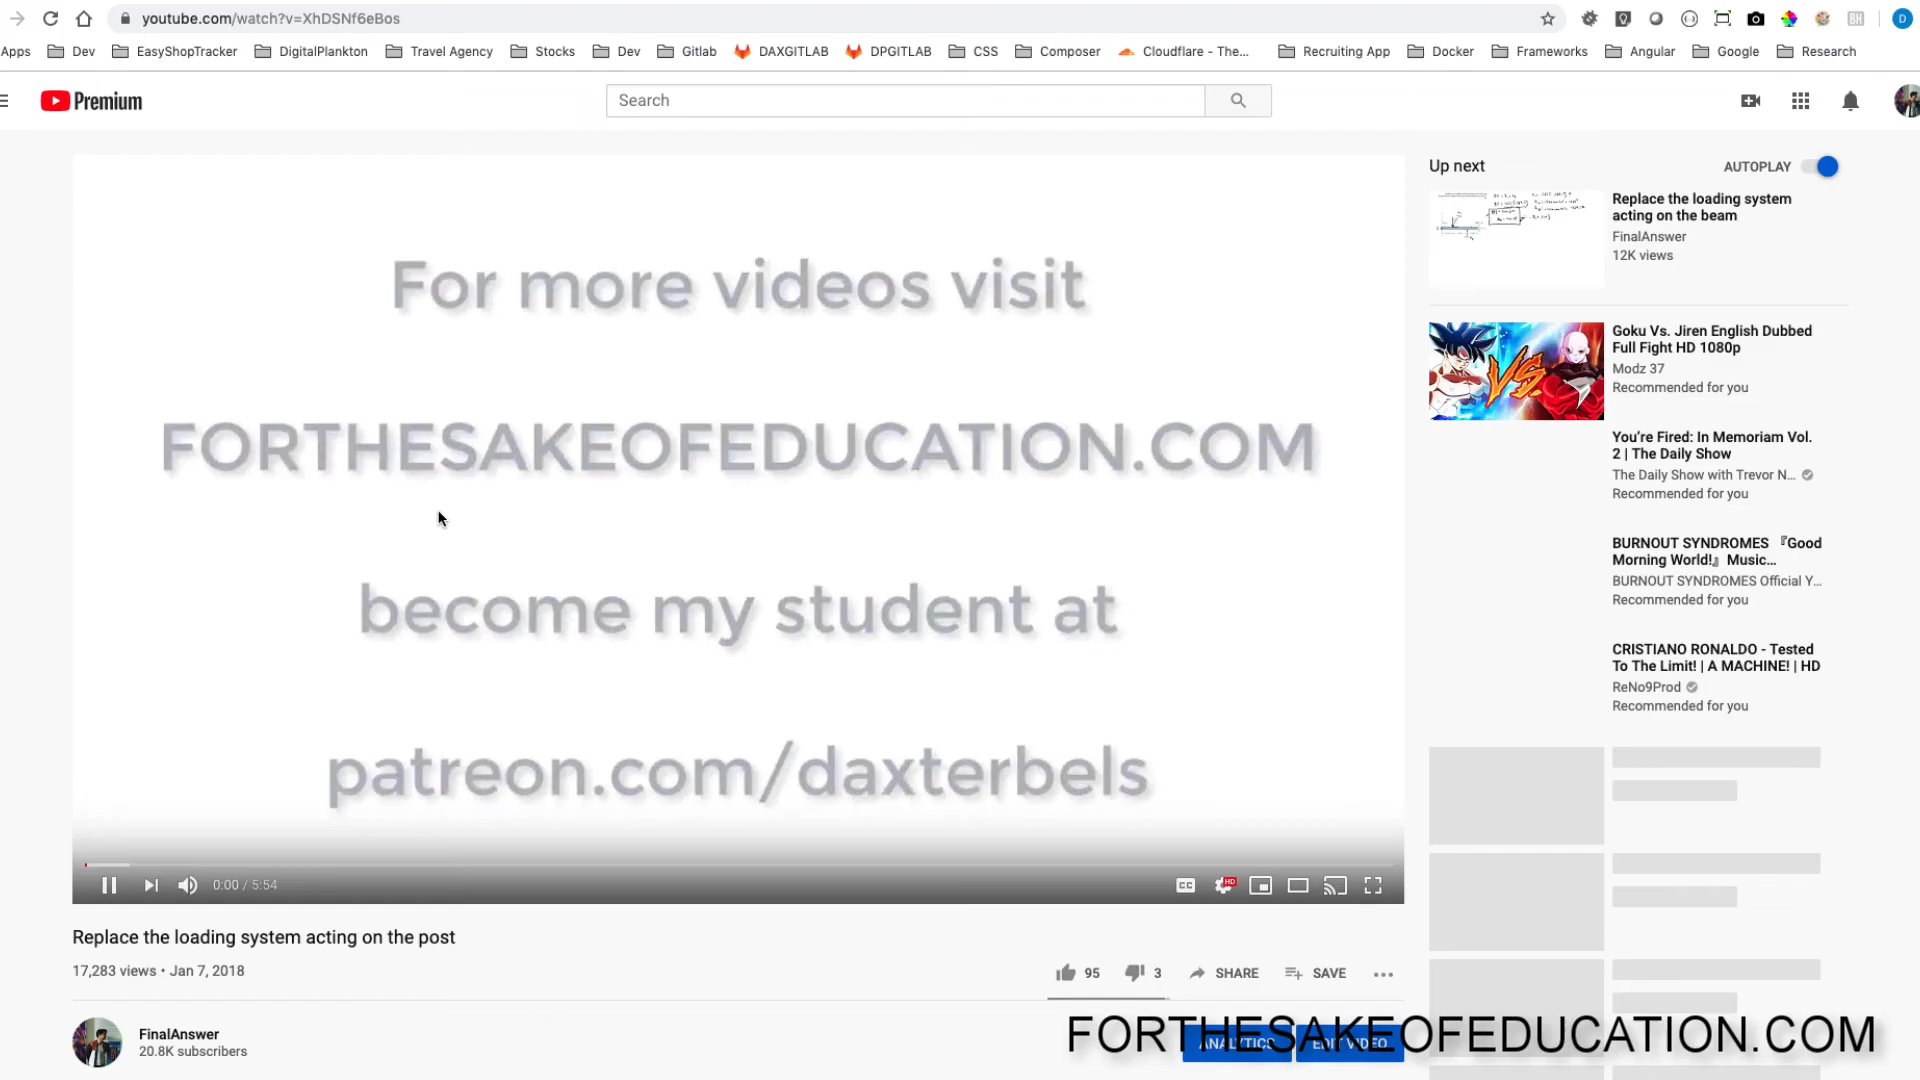 youtube.com/watch?v=XhDSNf6eBos
Apps Dev EasyShopTracker DigitalPlankton Travel Agency Stocks Dev Gitlab DAXGITLAB DPGITLAB CSS Composer Cloudflare - The... Recruiting App Docker Frameworks Angular Google Research
Premium
Search
For more videos visit
FORTHESAKEOFEDUCATION.COM
become my student at
patreon.com/daxterbels
0:00 / 5:54
CC
HD
Replace the loading system acting on the post
17,283 views • Jan 7, 2018
95
3
SHARE
SAVE
FinalAnswer
20.8K subscribers
ANALYTICS
EDIT VIDEO
Up next
AUTOPLAY
Replace the loading system
acting on the beam
FinalAnswer
12K views
VS
Goku Vs. Jiren English Dubbed
Full Fight HD 1080p
Modz 37
Recommended for you
You’re Fired: In Memoriam Vol.
2 | The Daily Show
The Daily Show with Trevor N...
Recommended for you
BURNOUT SYNDROMES 『Good
Morning World!』 Music...
BURNOUT SYNDROMES Official Y...
Recommended for you
CRISTIANO RONALDO - Tested
To The Limit! | A MACHINE! | HD
ReNo9Prod
Recommended for you
FORTHESAKEOFEDUCATION.COM